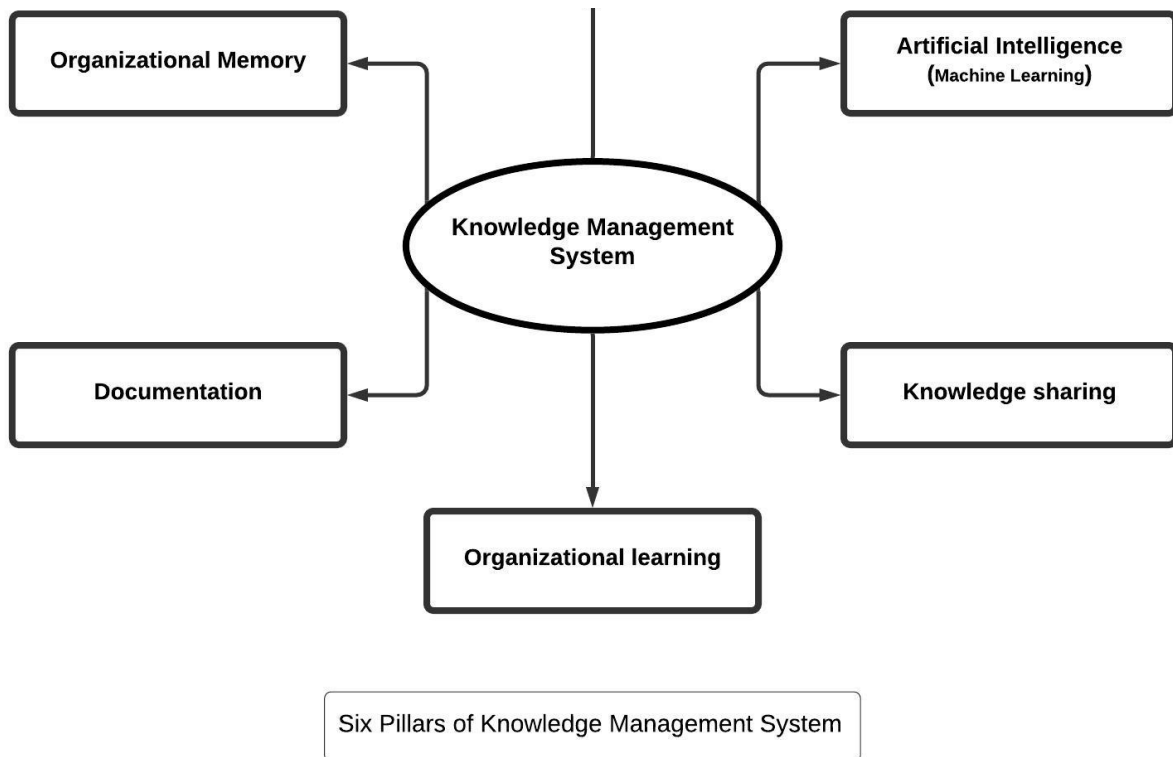 Organizational Memory
Artificial Intelligence
(Machine Learning)
Knowledge Management
System
Documentation
Knowledge sharing
Organizational learning
Six Pillars of Knowledge Management System